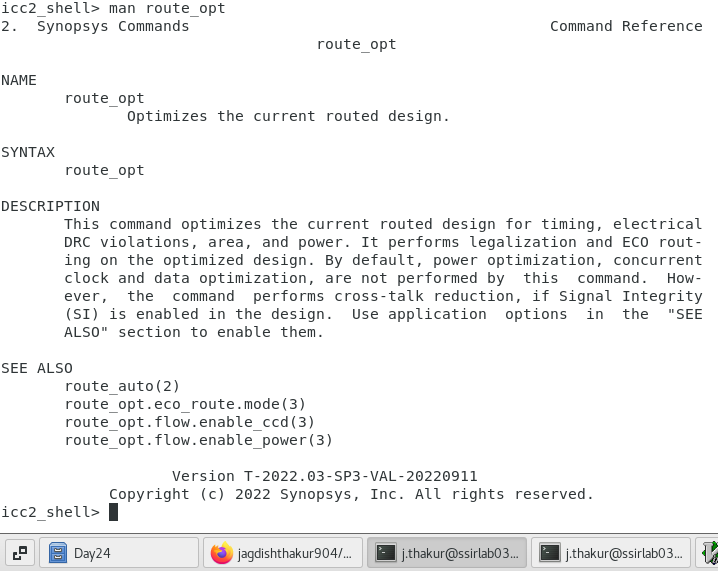 icc2_shell> man route_opt
2.  Synopsys Commands                                        Command Reference
                                   route_opt
NAME
       route_opt
              Optimizes the current routed design.
SYNTAX
       route_opt
DESCRIPTION
       This command optimizes the current routed design for timing, electrical
       DRC violations, area, and power. It performs legalization and ECO rout-
       ing on the optimized design. By default, power optimization, concurrent
       clock and data optimization, are not performed by  this  command.  How-
       ever,  the  command  performs cross-talk reduction, if Signal Integrity
       (SI) is enabled in the design.  Use application  options  in  the  "SEE
       ALSO" section to enable them.
SEE ALSO
       route_auto(2)
       route_opt.eco_route.mode(3)
       route_opt.flow.enable_ccd(3)
       route_opt.flow.enable_power(3)
                   Version T-2022.03-SP3-VAL-20220911
            Copyright (c) 2022 Synopsys, Inc. All rights reserved.
icc2_shell>
Day24
jagdishthakur904/...
j.thakur@ssirlab03...
j.thakur@ssirlab03...